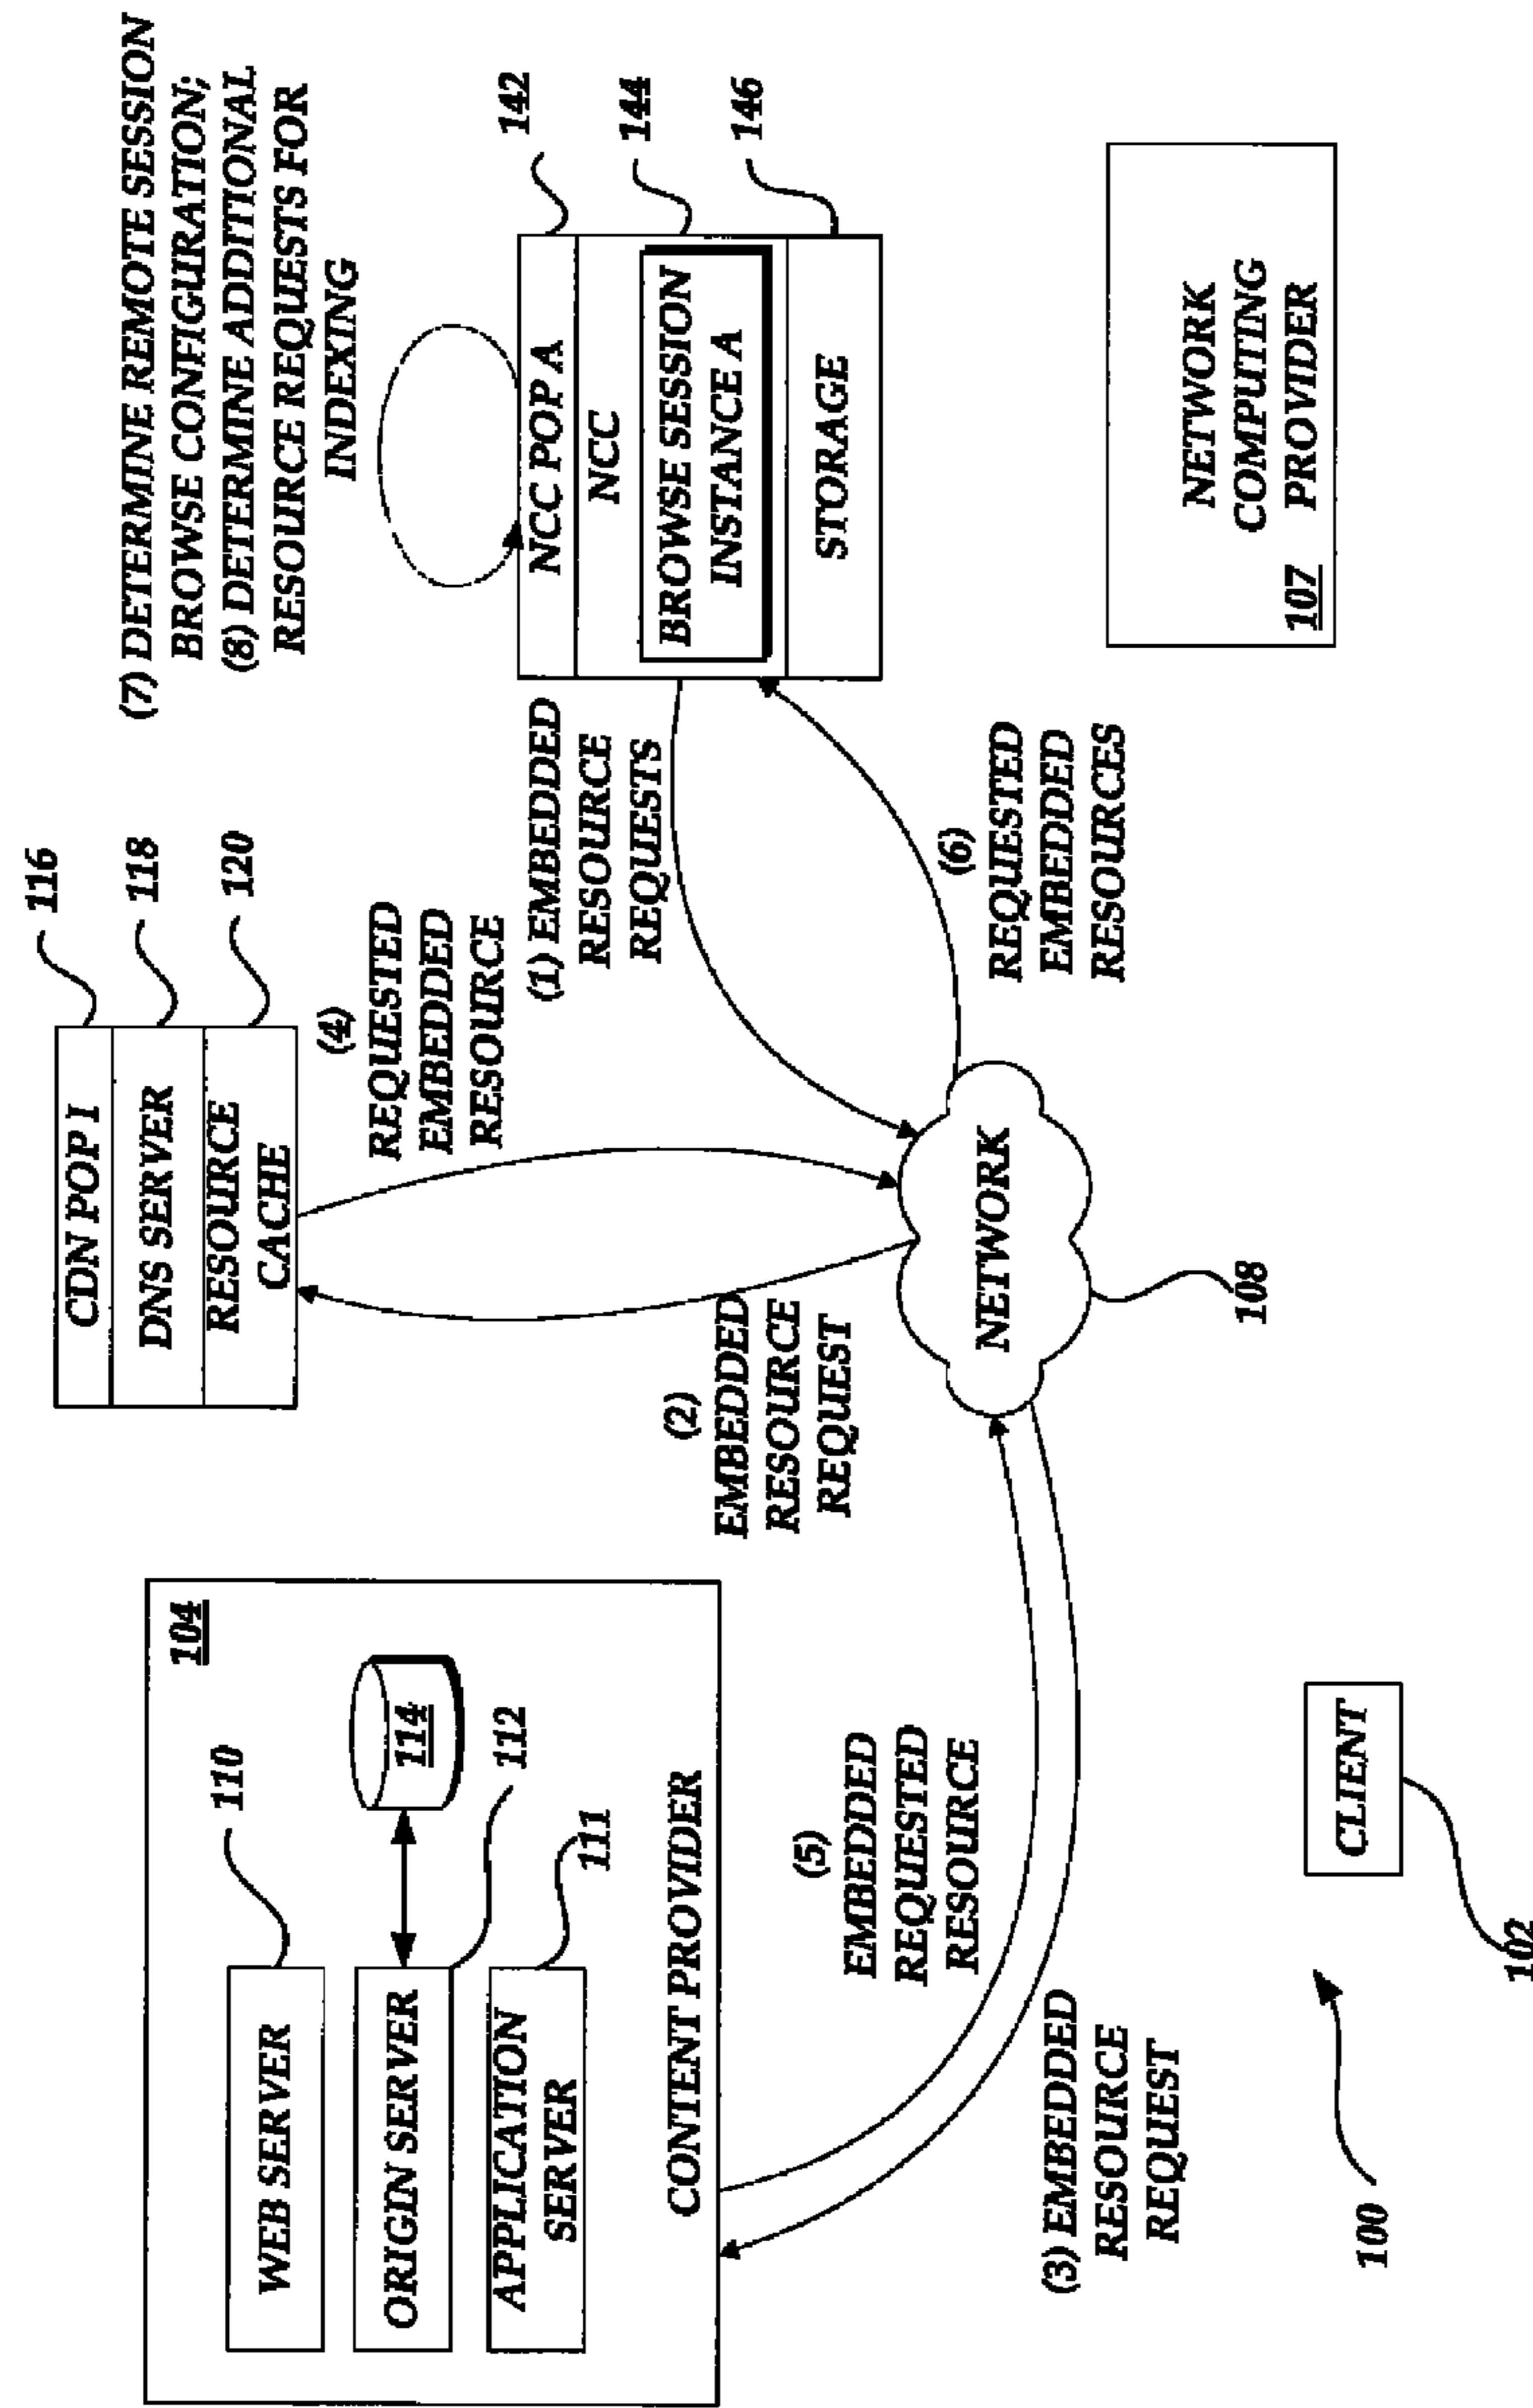 104
110
WEB SERVER
114
ORIGIN SERVER
112
APPLICATION
SERVER
111
CONTENT PROVIDER
CDN POP I
116
DNS SERVER
118
RESOURCE
CACHE
120
(7) DETERMINE REMOTE SESSION
BROWSE CONFIGURATION;
(8) DETERMINE ADDITIONAL
RESOURCE REQUESTS FOR
INDEXING
(4)
REQUESTED
EMBEDDED
RESOURCE
(1) EMBEDDED
RESOURCE
REQUESTS
NCC POP A
142
NCC
144
BROWSE SESSION
INSTANCE A
STORAGE
146
(2)
EMBEDDED
RESOURCE
REQUEST
(5)
EMBEDDED
REQUESTED
RESOURCE
NETWORK
108
(6)
REQUESTED
EMBEDDED
RESOURCES
(3) EMBEDDED
RESOURCE
REQUEST
NETWORK
COMPUTING
PROVIDER
107
CLIENT
102
100